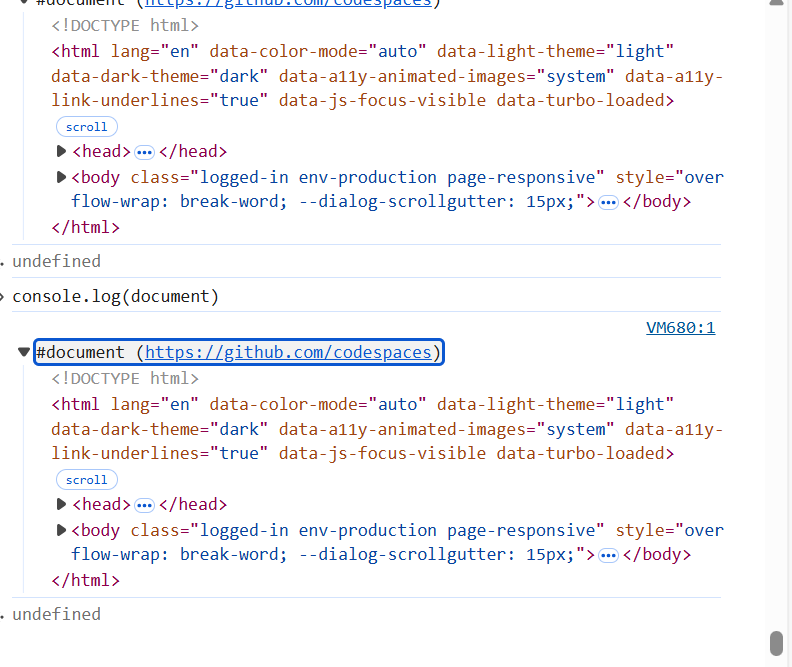 #document (https://github.com/codespaces)
<!DOCTYPE html>
<html lang="en" data-color-mode="auto" data-light-theme="light"
data-dark-theme="dark" data-a11y-animated-images="system" data-a11y-
link-underlines="true" data-js-focus-visible data-turbo-loaded>
scroll
<head>…</head>
<body class="logged-in env-production page-responsive" style="over
flow-wrap: break-word; --dialog-scrollgutter: 15px;">…</body>
</html>
undefined
console.log(document)
VM680:1
#document (https://github.com/codespaces)
<!DOCTYPE html>
<html lang="en" data-color-mode="auto" data-light-theme="light"
data-dark-theme="dark" data-a11y-animated-images="system" data-a11y-
link-underlines="true" data-js-focus-visible data-turbo-loaded>
scroll
<head>…</head>
<body class="logged-in env-production page-responsive" style="over
flow-wrap: break-word; --dialog-scrollgutter: 15px;">…</body>
</html>
undefined